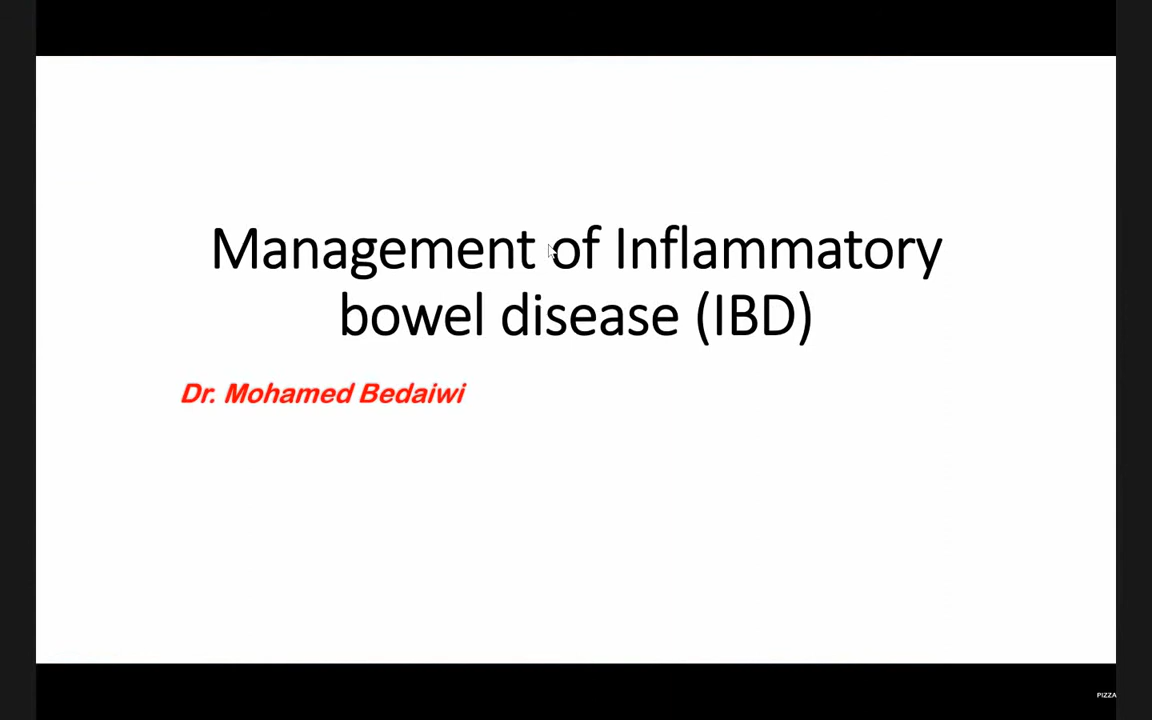 Management of Inflammatory
bowel disease (IBD)
Dr. Mohamed Bedaiwi
PIZZA